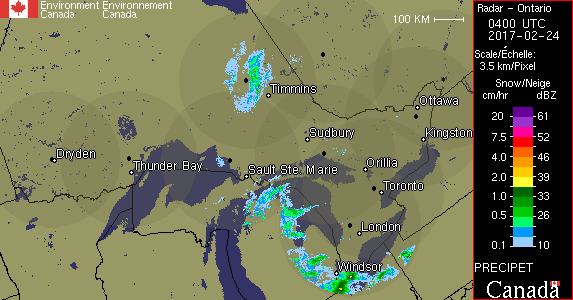 Environment Environnement
Canada Canada
100 KM
Timmins
Ottawa
Sudbury
Kingston
Dryden
Thunder Bay
Sault Ste. Marie
Orillia
Toronto
London
Windsor
Radar - Ontario
0400 UTC
2017-02-24
Scale/Échelle:
3.5 km/Pixel
Snow/Neige
cm/hr dBZ
20 61
7.5 52
4.0 46
2.0 39
1.0 33
0.5 26
0.1 10
PRECIPET
Canada